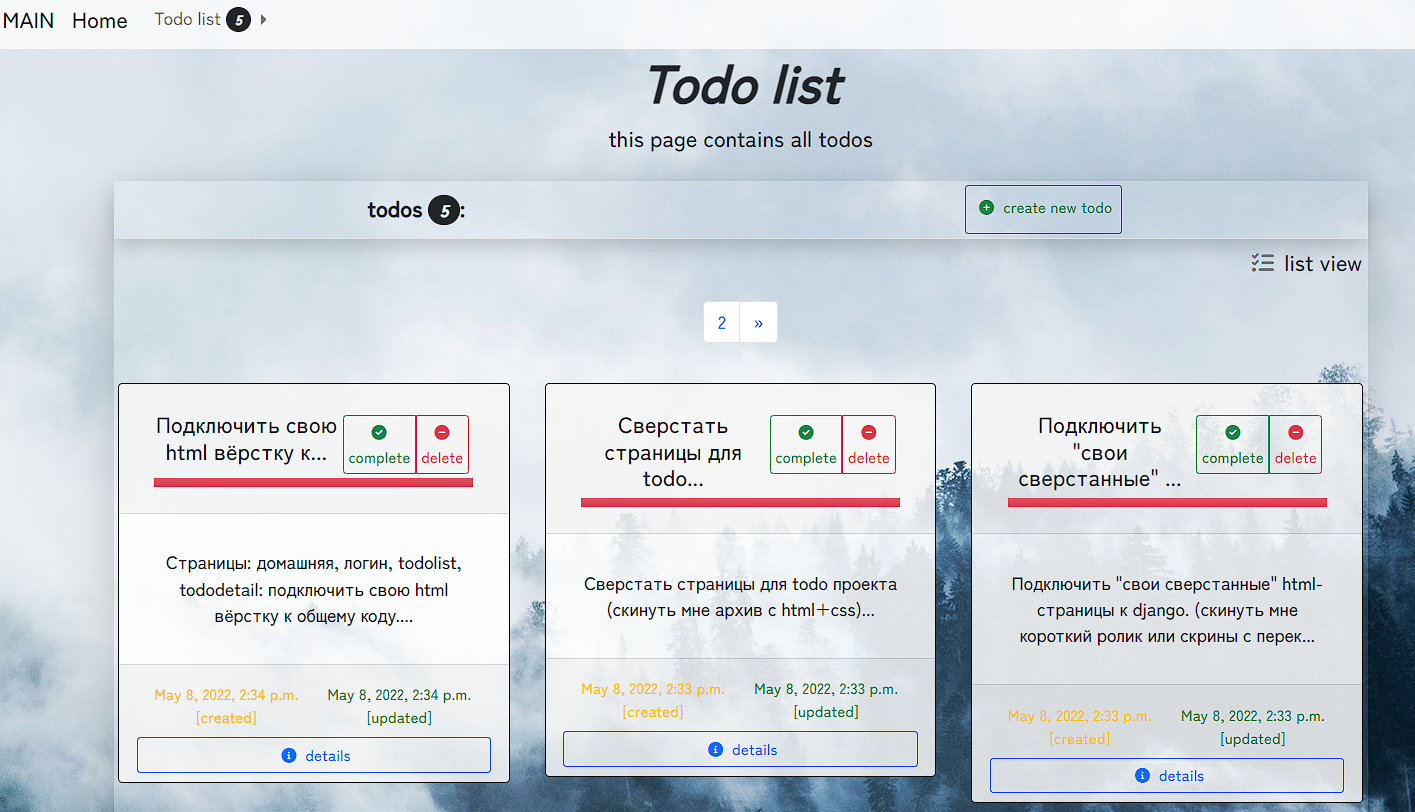 MAIN Home Todo list 5
Todo list
this page contains all todos
todos 5:
create new todo
list view
2 »
Подключить свою
html вёрстку к...
complete
delete
Страницы: домашняя, логин, todolist,
tododetail: подключить свою html
вёрстку к общему коду....
May 8, 2022, 2:34 p.m.
[created]
May 8, 2022, 2:34 p.m.
[updated]
details
Сверстать
страницы для
todo...
complete
delete
Сверстать страницы для todo проекта
(скинуть мне архив с html+css)...
May 8, 2022, 2:33 p.m.
[created]
May 8, 2022, 2:33 p.m.
[updated]
details
Подключить
"свои
сверстанные" ...
complete
delete
Подключить "свои сверстанные" html-
страницы к django. (скинуть мне
короткий ролик или скрины с перек...
May 8, 2022, 2:33 p.m.
[created]
May 8, 2022, 2:33 p.m.
[updated]
details